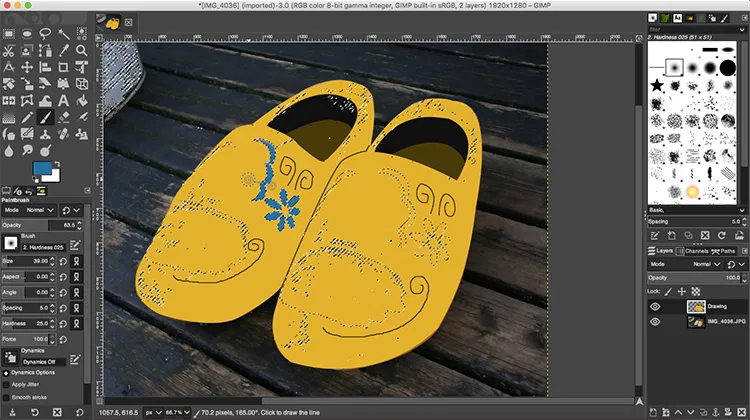 *[IMG_4036] (imported)-3.0 (RGB color 8-bit gamma integer, GIMP built-in sRGB, 2 layers) 1920x1280 – GIMP
filter
2. Hardness 025 (51 × 51)
Paintbrush
Mode Normal
Opacity 63.5
Brush
2. Hardness 025
Size 39.00
Aspect... 0.00
Angle 0.00
Spacing 5.0
Hardness 25.0
Force 100.0
Dynamics
Dynamics Off
Dynamics Options
Apply Jitter
Smooth stroke
Basic,
Spacing 5.0
Layers Channels Paths
Mode Normal
Opacity 100.0
Lock:
Drawing
IMG_4036.JPG
1057.5, 616.5 px 66.7% 70.2 pixels, 165.00°. Click to draw the line